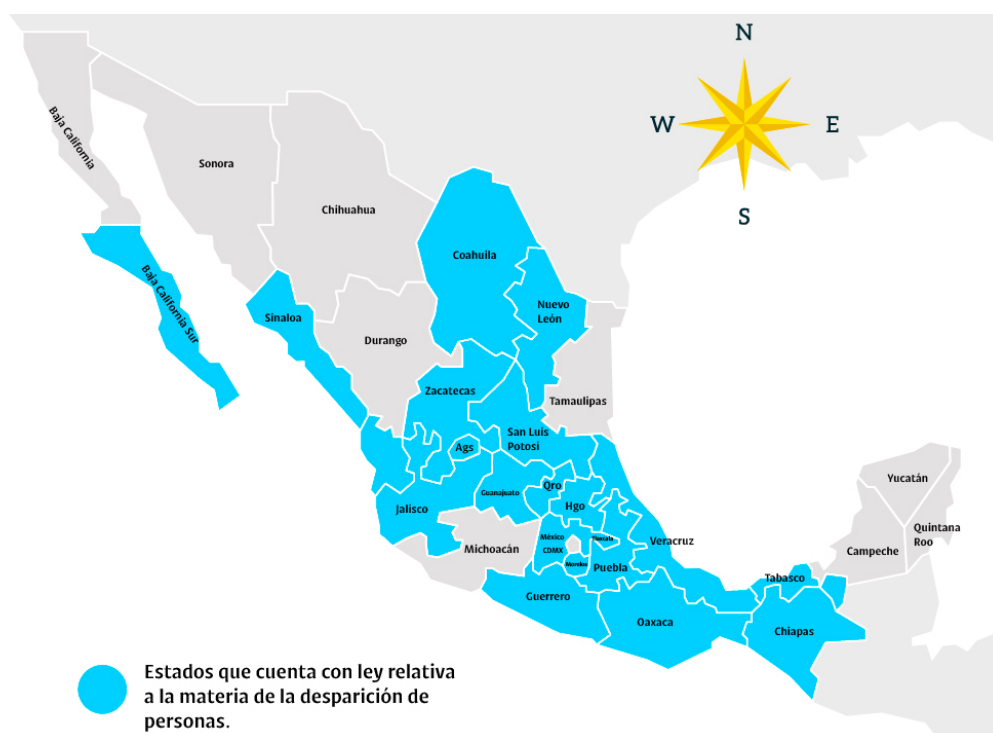 N
W
E
S
Baja California
Sonora
Chihuahua
Coahuila
Baja California Sur
Sinaloa
Nuevo
León
Durango
Zacatecas
Tamaulipas
San Luis
Potosí
Ags
Yucatán
Guanajuato
Qro
Jalisco
Hgo
Quintana
Roo
México
Tlaxcala
Veracruz
Michoacán
CDMX
Campeche
Morelos
Puebla
Tabasco
Guerrero
Oaxaca
Chiapas
Estados que cuenta con ley relativa
a la materia de la desparición de
personas.